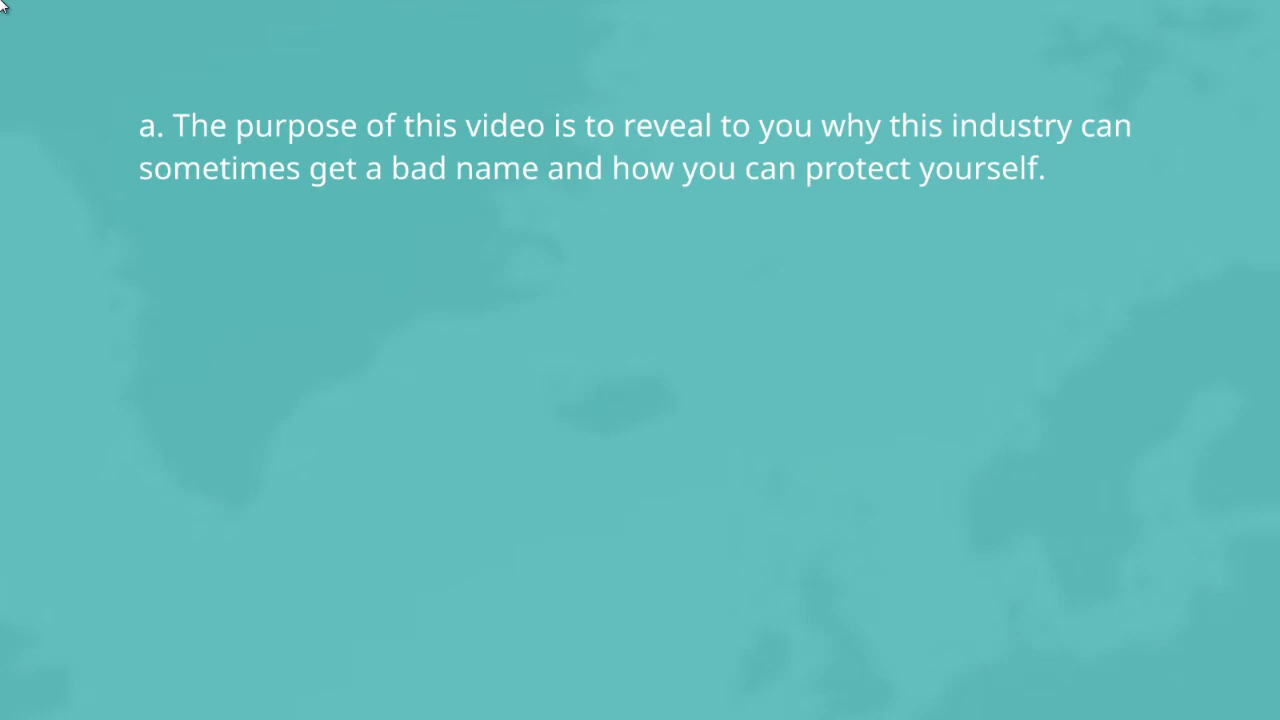 a. The purpose of this video is to reveal to you why this industry can
sometimes get a bad name and how you can protect yourself.